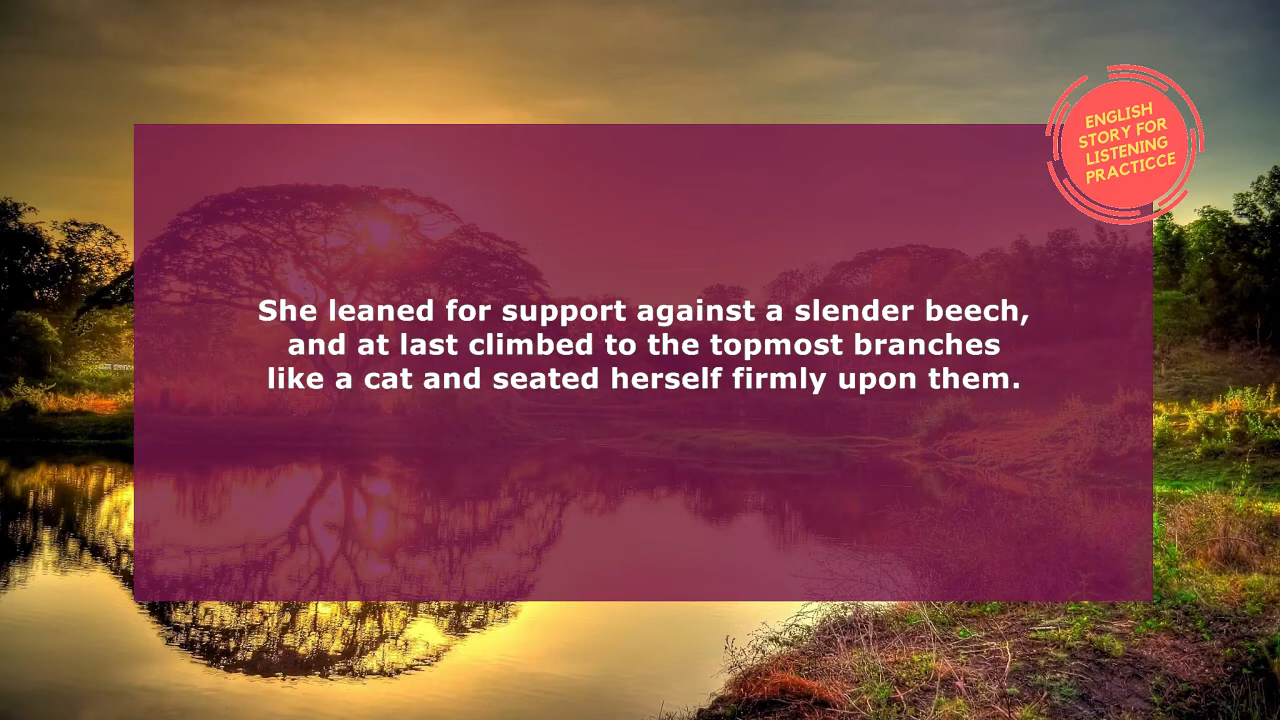 ENGLISH
STORY FOR
LISTENING
PRACTICCE
She leaned for support against a slender beech,
and at last climbed to the topmost branches
like a cat and seated herself firmly upon them.